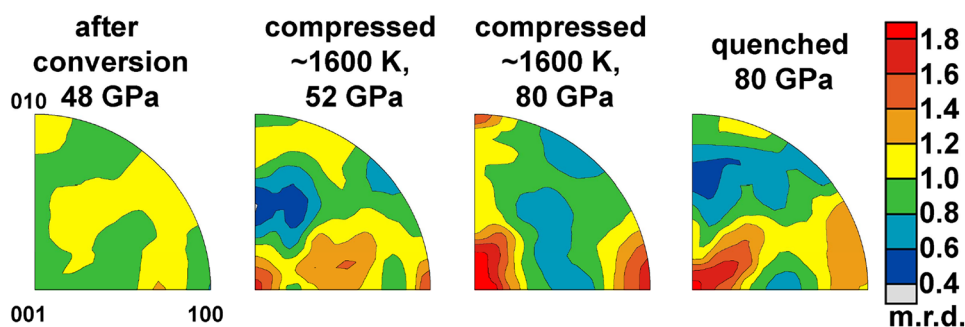 after
conversion
48 GPa
compressed
~1600 K,
52 GPa
compressed
~1600 K,
80 GPa
quenched
80 GPa
010
001
100
1.8
1.6
1.4
1.2
1.0
0.8
0.6
0.4
m.r.d.